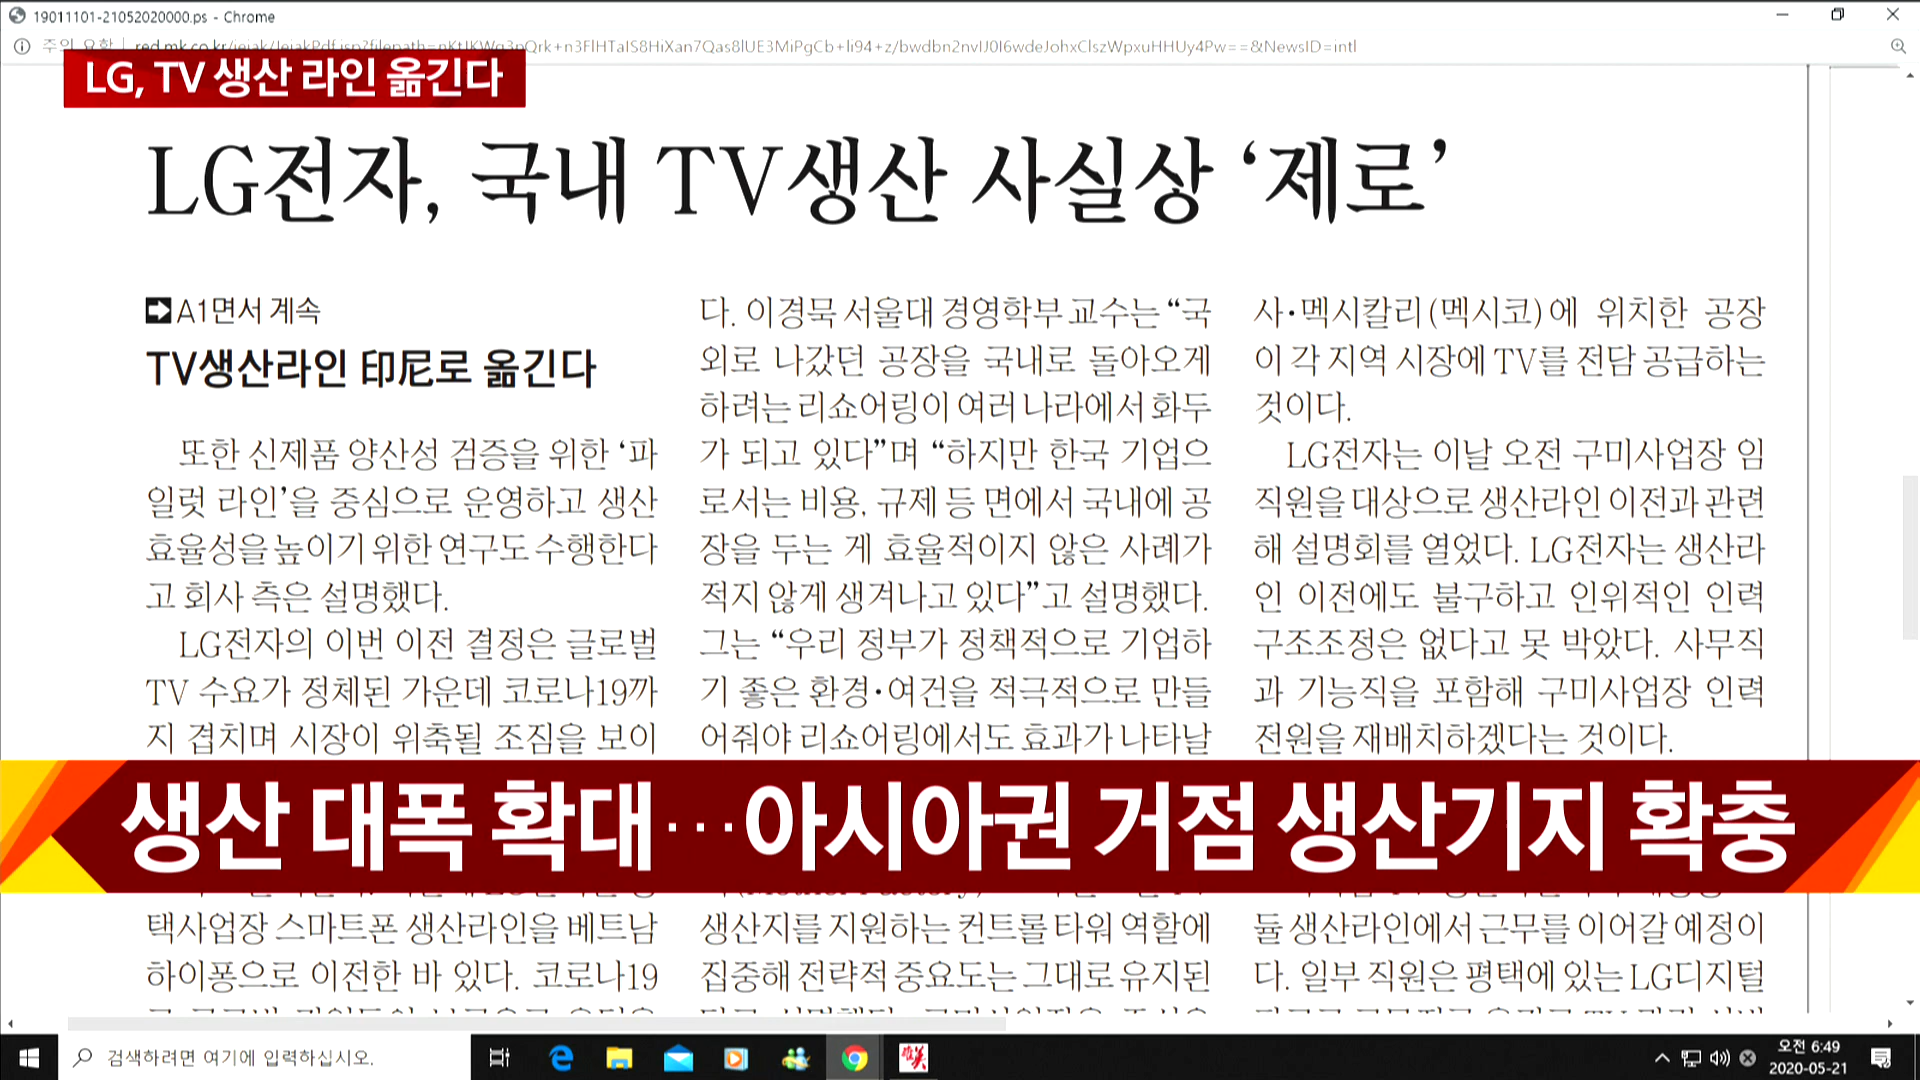 19011101-21052020000.ps - Chrome
LG, TV 생산 라인 옮긴다
LG전자, 국내 TV생산 사실상 ‘제로’
➡A1면서 계속
TV생산라인 印尼로 옮긴다
또한 신제품 양산성 검증을 위한 ‘파
일럿 라인’을 중심으로 운영하고 생산
효율성을 높이기 위한 연구도 수행한다
고 회사 측은 설명했다.
LG전자의 이번 이전 결정은 글로벌
TV 수요가 정체된 가운데 코로나19까
지 겹치며 시장이 위축될 조짐을 보이
택사업장 스마트폰 생산라인을 베트남
하이퐁으로 이전한 바 있다. 코로나19
다. 이경묵 서울대 경영학부 교수는 “국
외로 나갔던 공장을 국내로 돌아오게
하려는 리쇼어링이 여러 나라에서 화두
가 되고 있다”며 “하지만 한국 기업으
로서는 비용, 규제 등 면에서 국내에 공
장을 두는 게 효율적이지 않은 사례가
적지 않게 생겨나고 있다”고 설명했다.
그는 “우리 정부가 정책적으로 기업하
기 좋은 환경·여건을 적극적으로 만들
어줘야 리쇼어링에서도 효과가 나타날
생산지를 지원하는 컨트롤 타워 역할에
집중해 전략적 중요도는 그대로 유지된
사·멕시칼리(멕시코)에 위치한 공장
이 각 지역 시장에 TV를 전담 공급하는
것이다.
LG전자는 이날 오전 구미사업장 임
직원을 대상으로 생산라인 이전과 관련
해 설명회를 열었다. LG전자는 생산라
인 이전에도 불구하고 인위적인 인력
구조조정은 없다고 못 박았다. 사무직
과 기능직을 포함해 구미사업장 인력
전원을 재배치하겠다는 것이다.
듈 생산라인에서 근무를 이어갈 예정이
다. 일부 직원은 평택에 있는 LG디지털
생산 대폭 확대…아시아권 거점 생산기지 확충
검색하려면 여기에 입력하십시오.
오전 6:49
2020-05-21